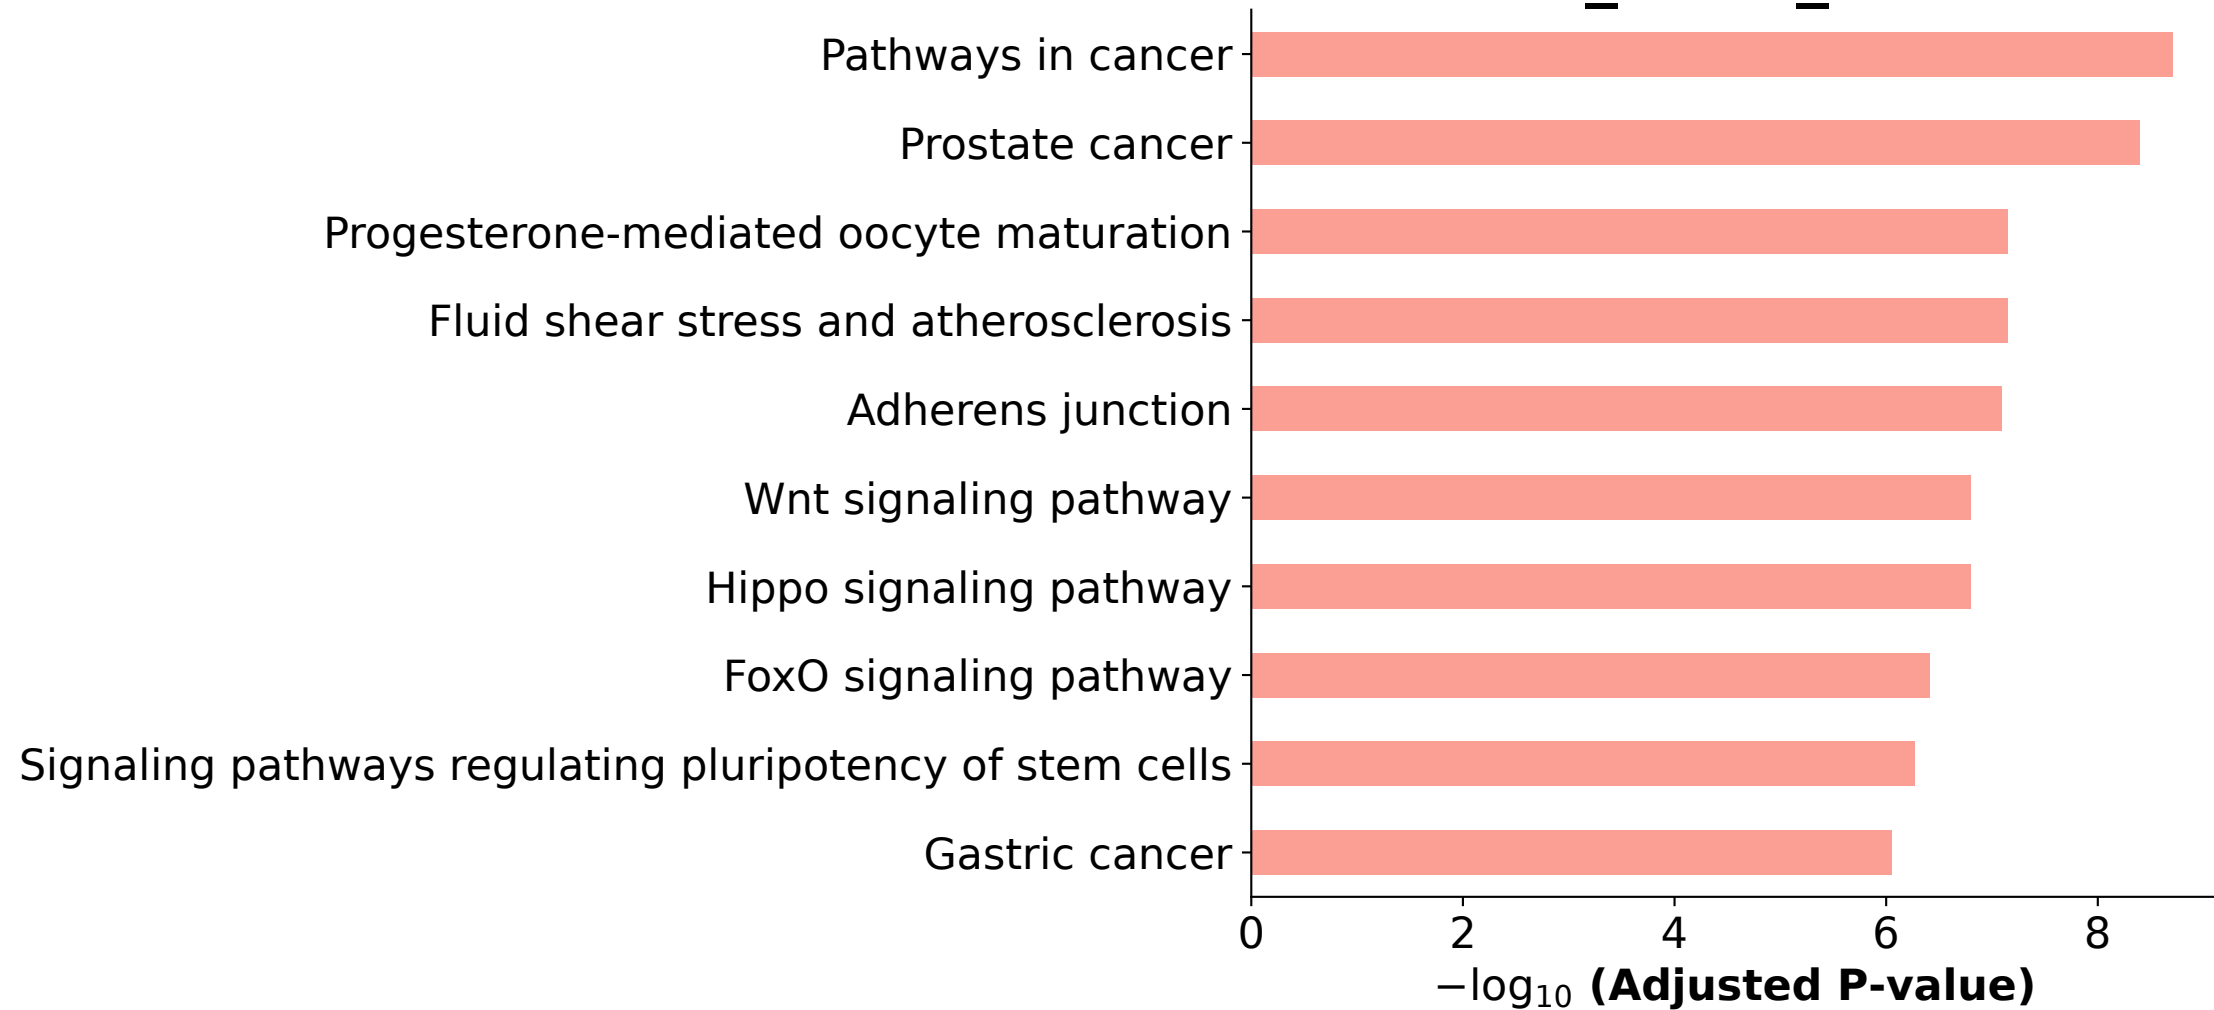 Pathways in cancer
Prostate cancer
Progesterone-mediated oocyte maturation
Fluid shear stress and atherosclerosis
Adherens junction
Wnt signaling pathway
Hippo signaling pathway
FoxO signaling pathway
Signaling pathways regulating pluripotency of stem cells
Gastric cancer
0 2 4 6 8
−log₁₀ (Adjusted P-value)